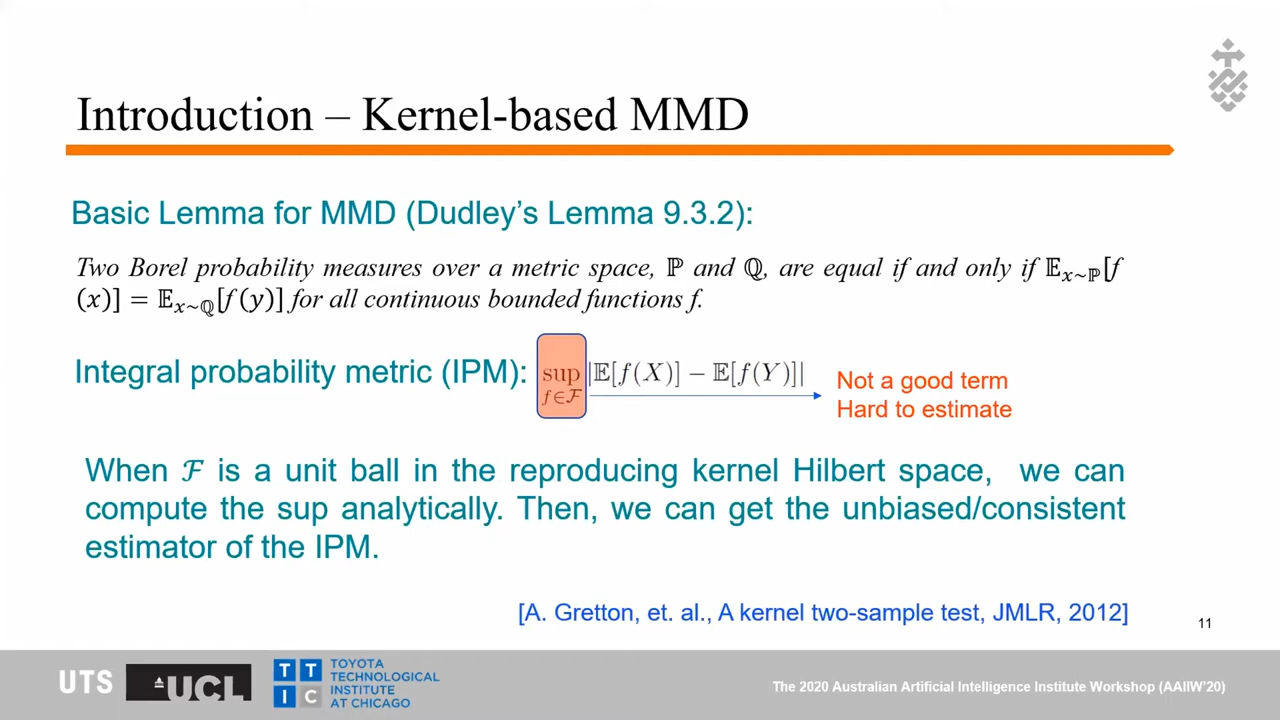 Introduction – Kernel-based MMD
Basic Lemma for MMD (Dudley's Lemma 9.3.2):
Two Borel probability measures over a metric space, ℙ and ℚ, are equal if and only if 𝔼ₓ~ℙ[f
(x)] = 𝔼ₓ~ℚ[f(y)] for all continuous bounded functions f.
Integral probability metric (IPM): sup f∈ℱ |𝔼[f(X)] − 𝔼[f(Y)]|
Not a good term
Hard to estimate
When ℱ is a unit ball in the reproducing kernel Hilbert space, we can
compute the sup analytically. Then, we can get the unbiased/consistent
estimator of the IPM.
[A. Gretton, et. al., A kernel two-sample test, JMLR, 2012]
11
UTS
UCL
TTIC
TOYOTA
TECHNOLOGICAL
INSTITUTE
AT CHICAGO
The 2020 Australian Artificial Intelligence Institute Workshop (AAIIW'20)